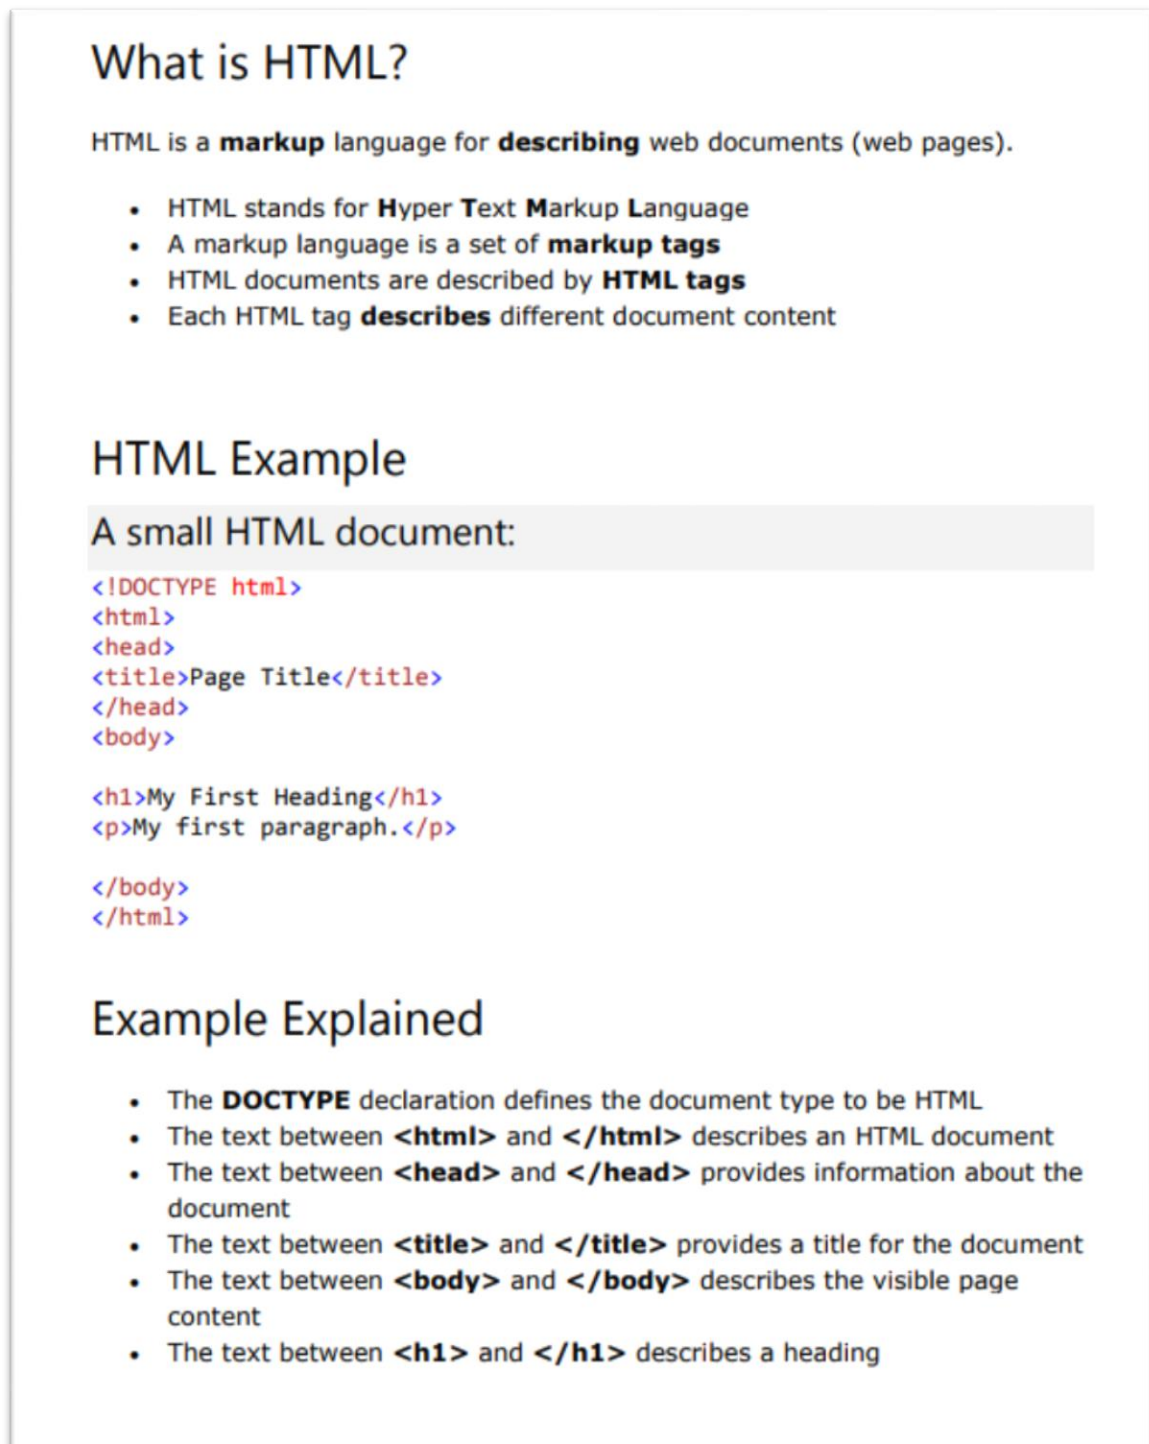 What is HTML?
HTML is a markup language for describing web documents (web pages).
• HTML stands for Hyper Text Markup Language
• A markup language is a set of markup tags
• HTML documents are described by HTML tags
• Each HTML tag describes different document content
HTML Example
A small HTML document:
<!DOCTYPE html>
<html>
<head>
<title>Page Title</title>
</head>
<body>
<h1>My First Heading</h1>
<p>My first paragraph.</p>
</body>
</html>
Example Explained
• The DOCTYPE declaration defines the document type to be HTML
• The text between <html> and </html> describes an HTML document
• The text between <head> and </head> provides information about the
document
• The text between <title> and </title> provides a title for the document
• The text between <body> and </body> describes the visible page
content
• The text between <h1> and </h1> describes a heading